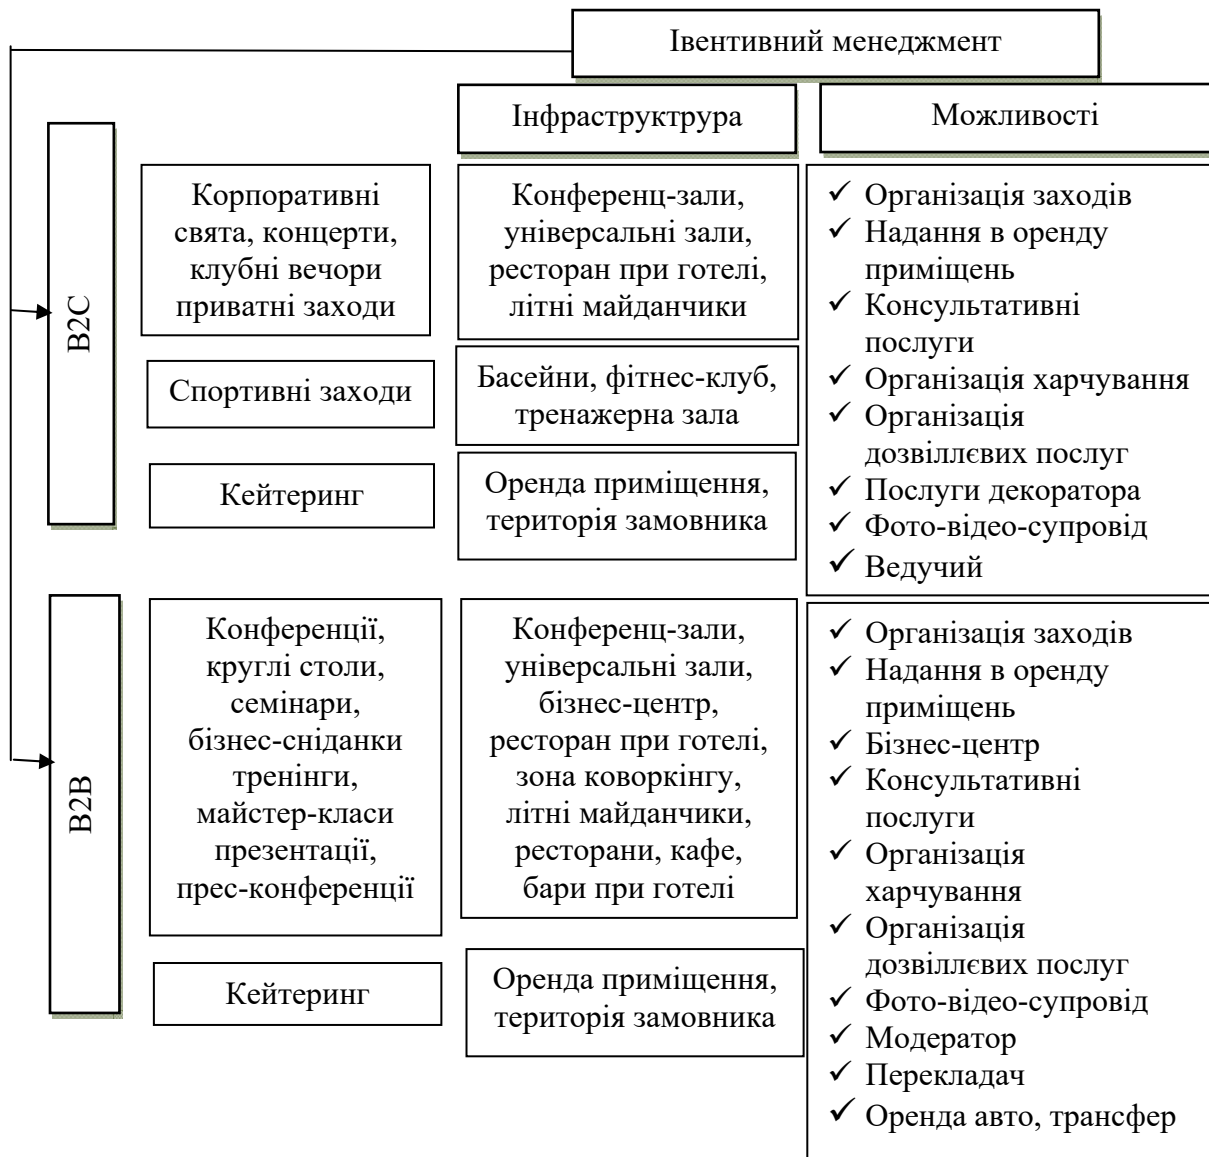 Івентивний менеджмент
Інфраструктрура
Можливості
B2C
Корпоративні
свята, концерти,
клубні вечори
приватні заходи
Конференц-зали,
універсальні зали,
ресторан при готелі,
літні майданчики
Спортивні заходи
Басейни, фітнес-клуб,
тренажерна зала
Кейтеринг
Оренда приміщення,
територія замовника
✓ Організація заходів
✓ Надання в оренду
приміщень
✓ Консультативні
послуги
✓ Організація харчування
✓ Організація
дозвіллєвих послуг
✓ Послуги декоратора
✓ Фото-відео-супровід
✓ Ведучий
B2B
Конференції,
круглі столи,
семінари,
бізнес-сніданки
тренінги,
майстер-класи
презентації,
прес-конференції
Конференц-зали,
універсальні зали,
бізнес-центр,
ресторан при готелі,
зона коворкінгу,
літні майданчики,
ресторани, кафе,
бари при готелі
Кейтеринг
Оренда приміщення,
територія замовника
✓ Організація заходів
✓ Надання в оренду
приміщень
✓ Бізнес-центр
✓ Консультативні
послуги
✓ Організація
харчування
✓ Організація
дозвіллєвих послуг
✓ Фото-відео-супровід
✓ Модератор
✓ Перекладач
✓ Оренда авто, трансфер